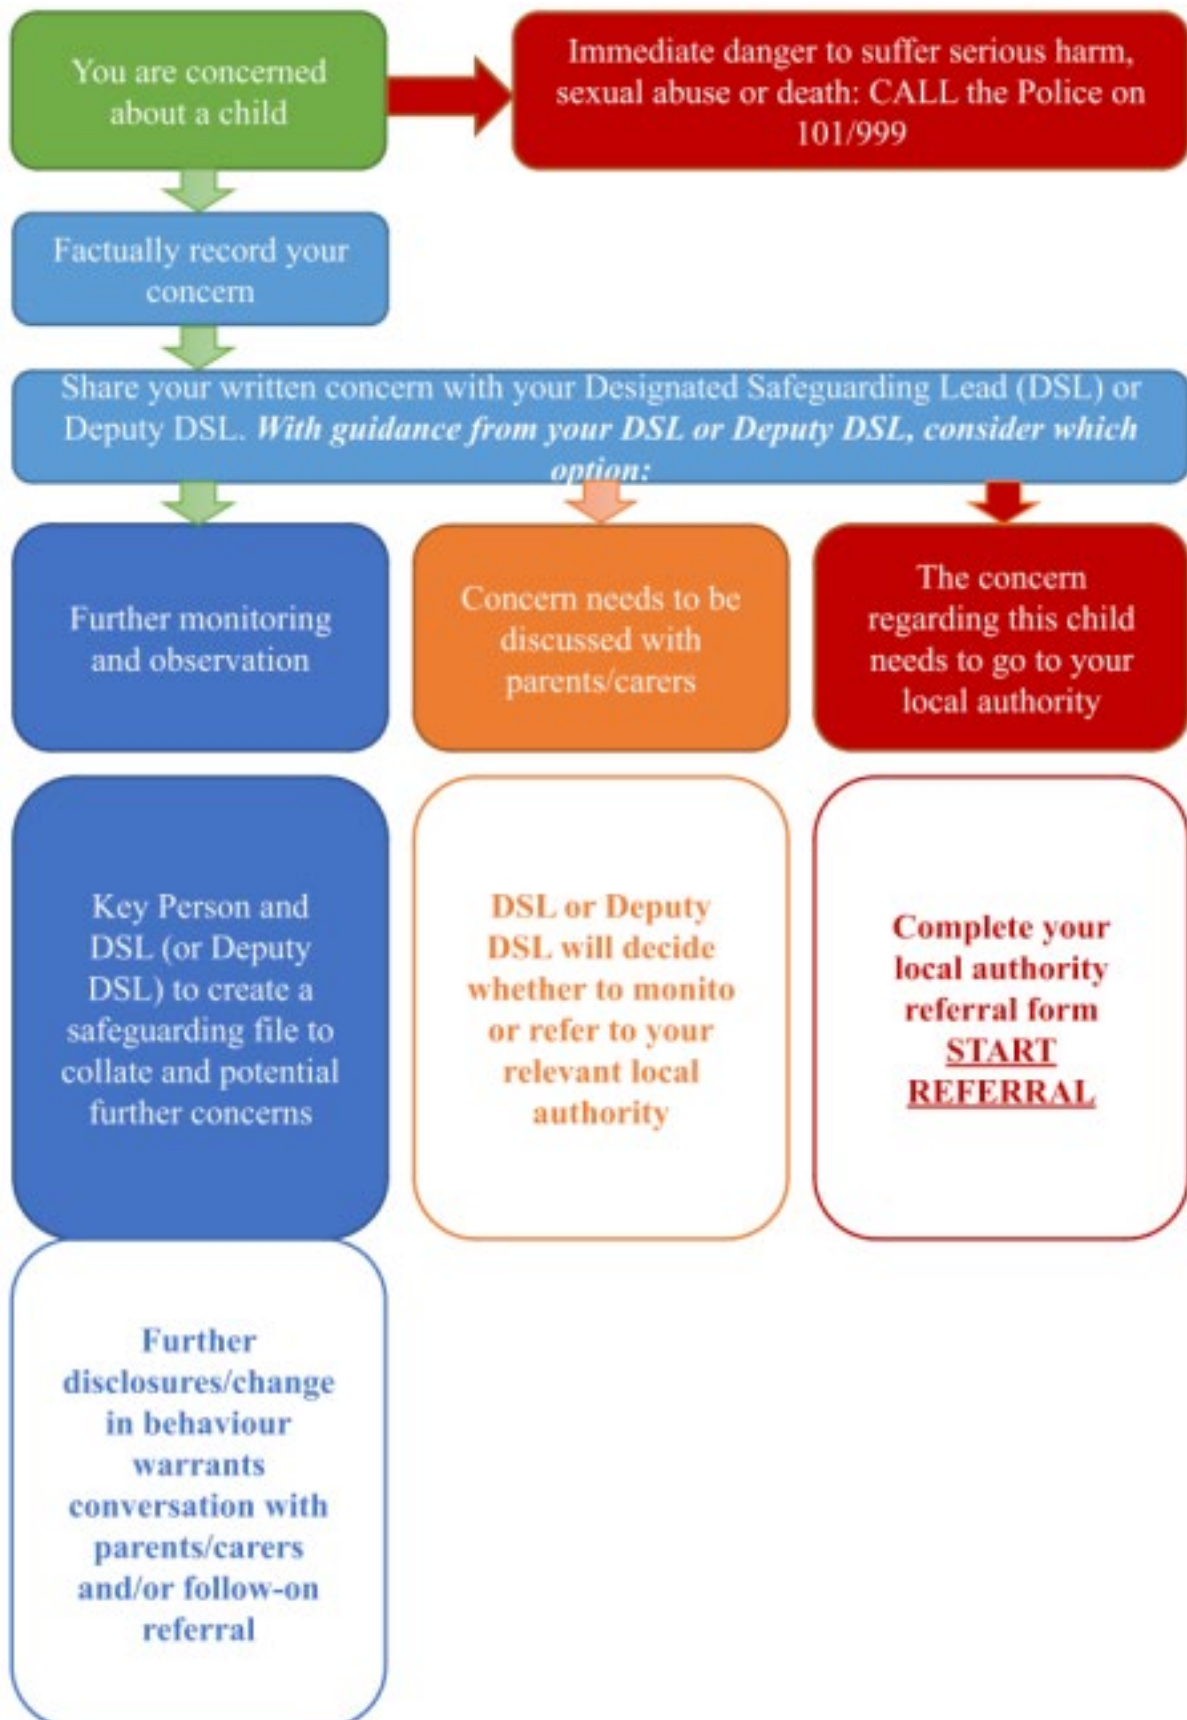 You are concerned
about a child
Immediate danger to suffer serious harm,
sexual abuse or death: CALL the Police on
101/999
Factually record your
concern
Share your written concern with your Designated Safeguarding Lead (DSL) or
Deputy DSL. With guidance from your DSL or Deputy DSL, consider which
option:
Further monitoring
and observation
Concern needs to be
discussed with
parents/carers
The concern
regarding this child
needs to go to your
local authority
Key Person and
DSL (or Deputy
DSL) to create a
safeguarding file to
collate and potential
further concerns
DSL or Deputy
DSL will decide
whether to monito
or refer to your
relevant local
authority
Complete your
local authority
referral form
START
REFERRAL
Further
disclosures/change
in behaviour
warrants
conversation with
parents/carers
and/or follow-on
referral